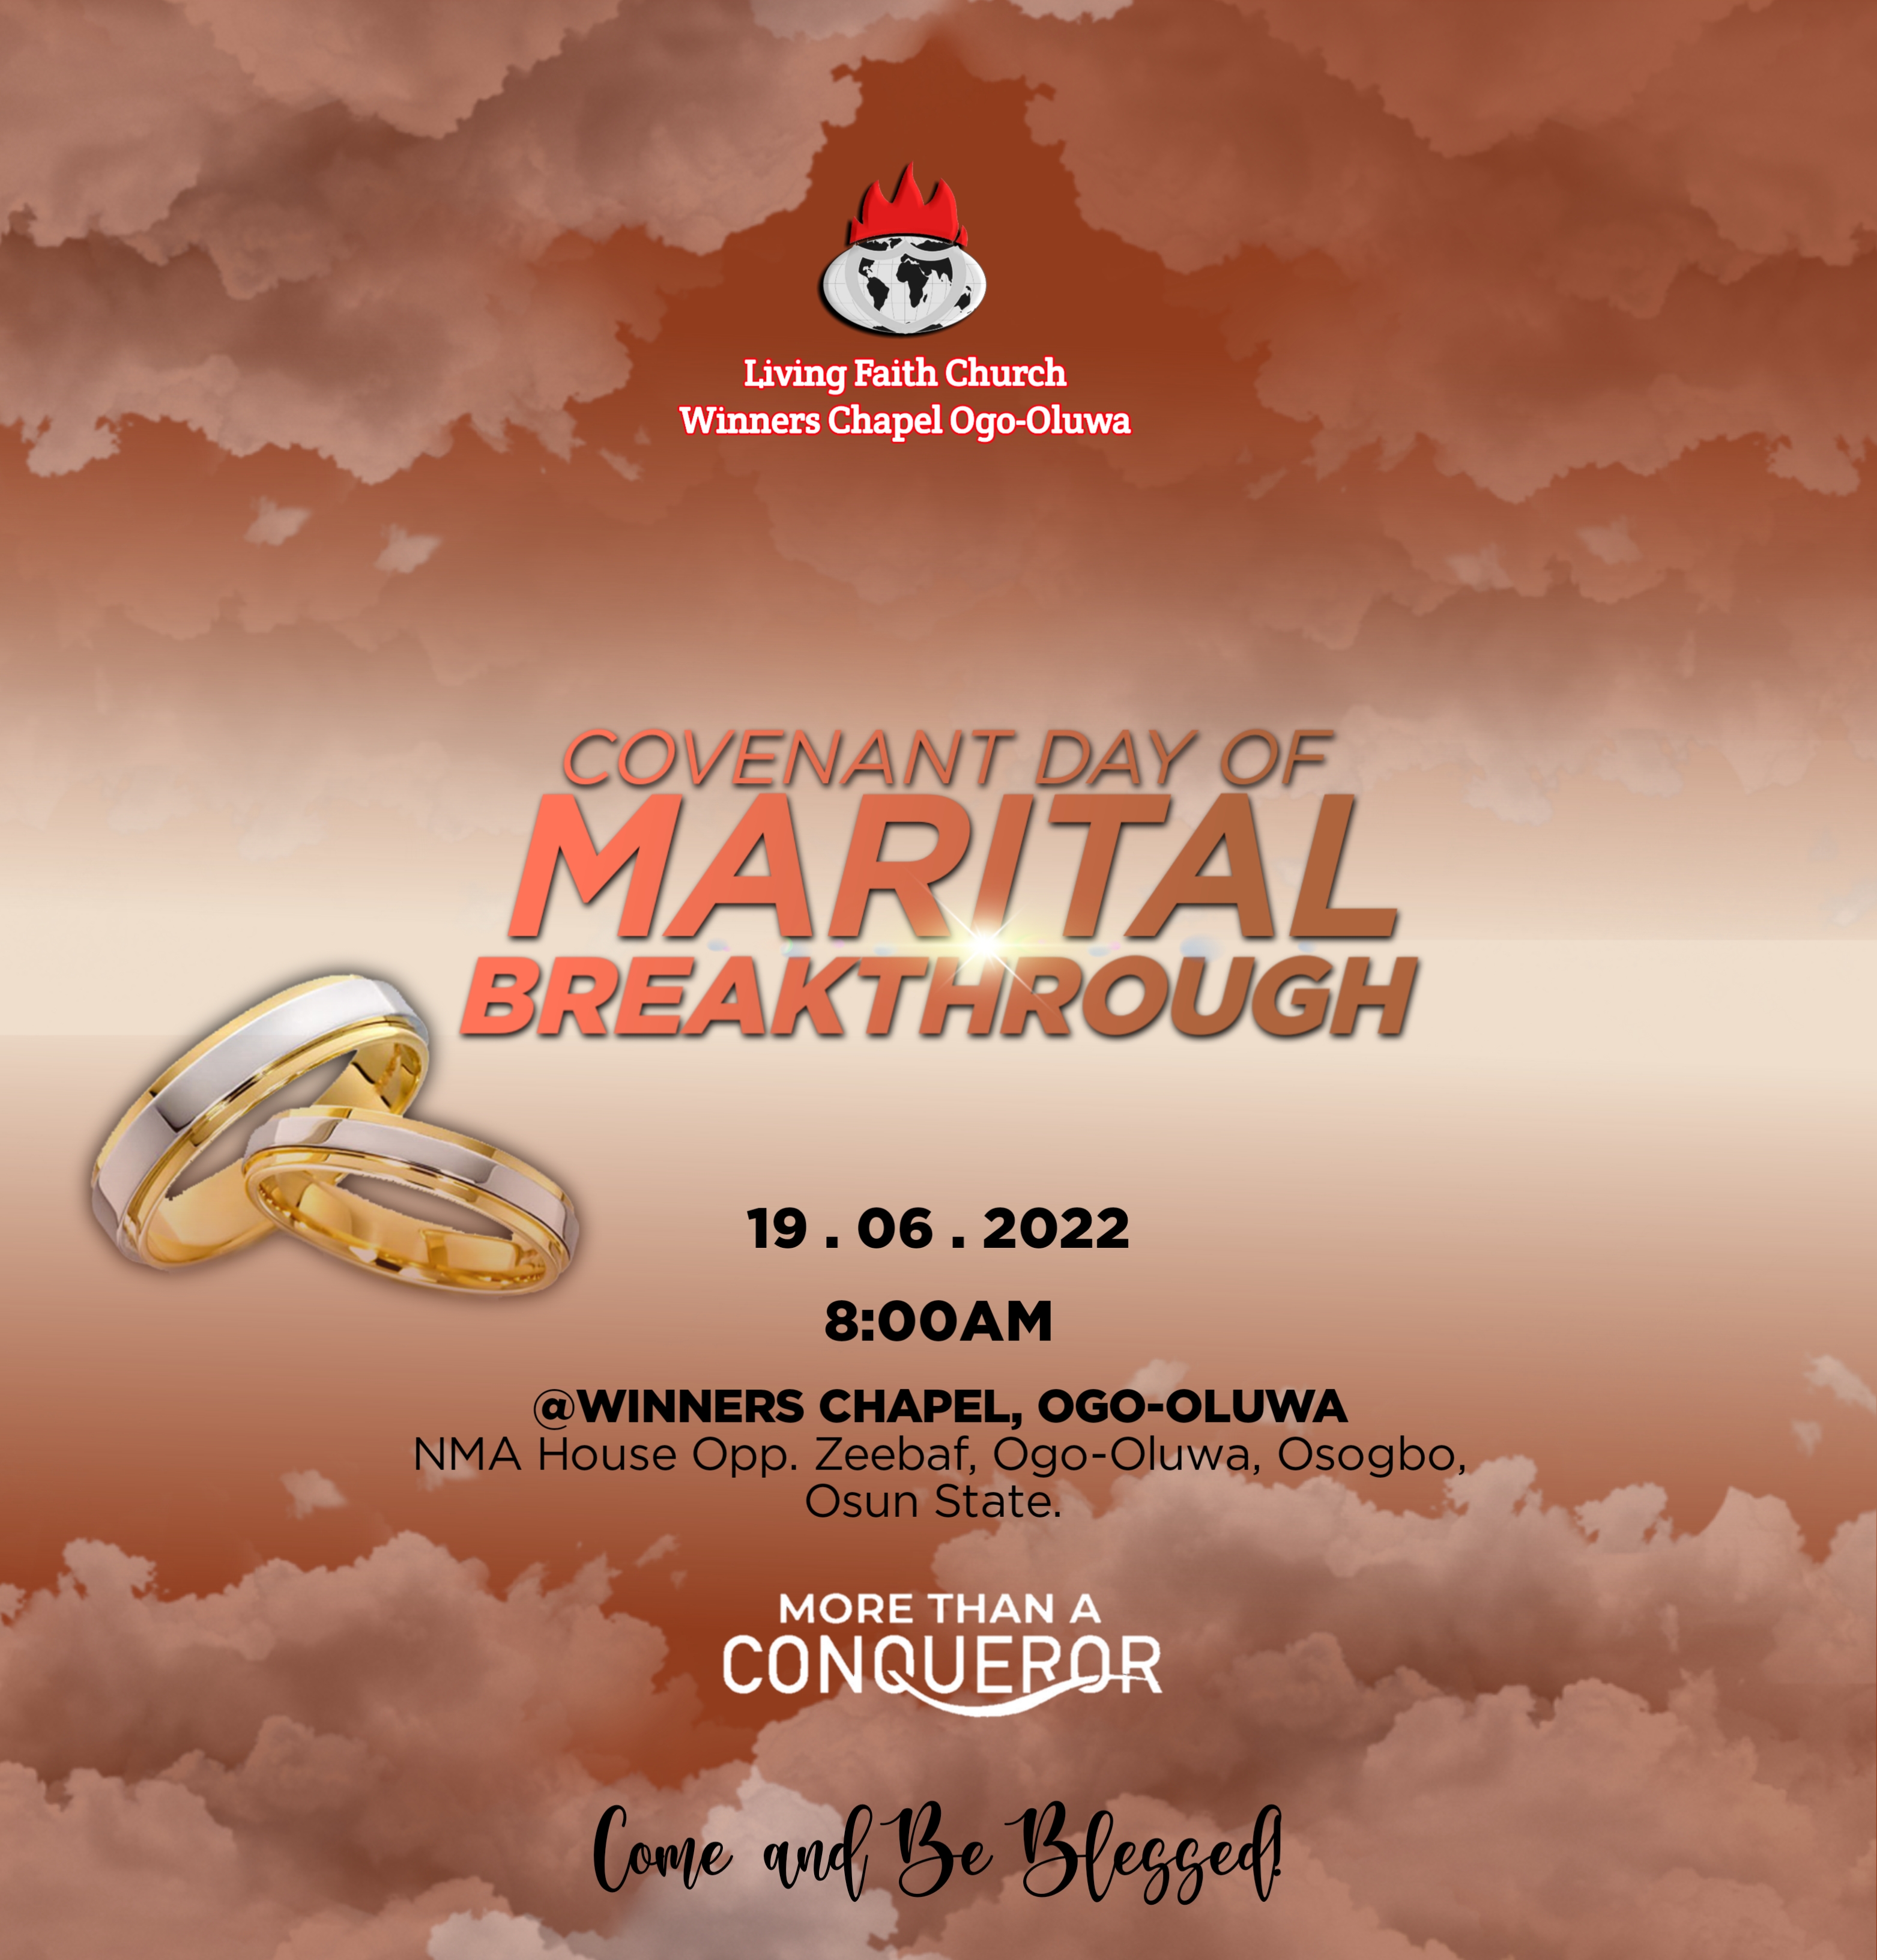 Living Faith Church
Winners Chapel Ogo-Oluwa
COVENANT DAY OF
MARITAL
BREAKTHROUGH
19 . 06 . 2022
8:00AM
@WINNERS CHAPEL, OGO-OLUWA
NMA House Opp. Zeebaf, Ogo-Oluwa, Osogbo,
Osun State.
MORE THAN A
CONQUEROR
Come and Be Blessed!